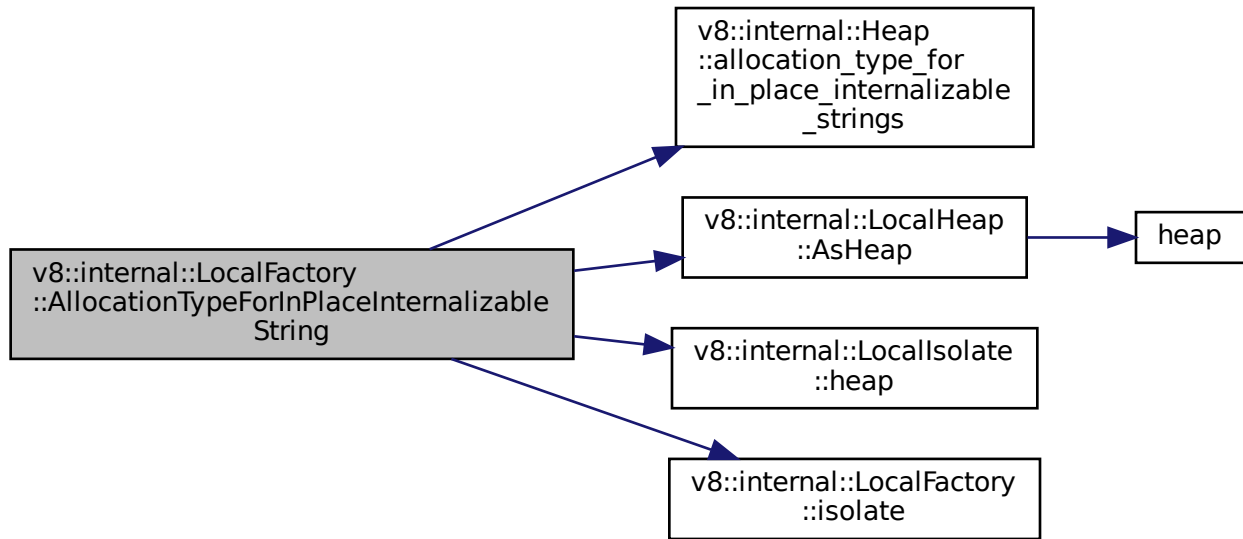 v8::internal::Heap
::allocation_type_for
_in_place_internalizable
_strings
v8::internal::LocalHeap
::AsHeap
heap
v8::internal::LocalFactory
::AllocationTypeForInPlaceInternalizable
String
v8::internal::LocalIsolate
::heap
v8::internal::LocalFactory
::isolate